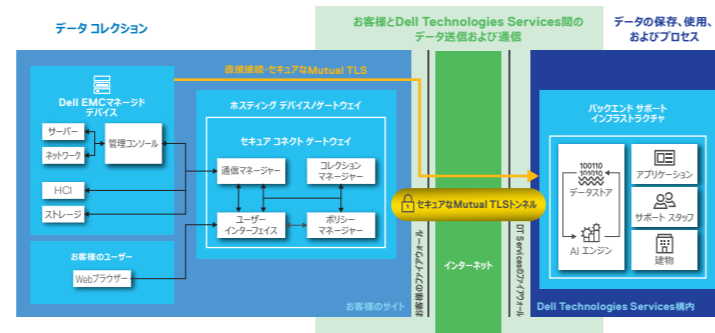 データ コレクション
お客様とDell Technologies Services間の
データ送信および通信
データの保存、使用、
およびプロセス
直接接続-セキュアなMutual TLS
Dell EMCマネージド
デバイス
サーバー
ネットワーク
管理コンソール
HCI
ストレージ
お客様のユーザー
Webブラウザー
ホスティング デバイス/ゲートウェイ
セキュア コネクト ゲートウェイ
通信マネージャー
コレクション
マネージャー
ユーザー
インターフェイス
ポリシー
マネージャー
お客様のサイト
セキュアなMutual TLSトンネル
お客様のファイアウォール
インターネット
DT Servicesのファイアウォール
バックエンド サポート
インフラストラクチャ
100110
101010
データストア
AI エンジン
アプリケーション
サポート スタッフ
建物
Dell Technologies Services構内